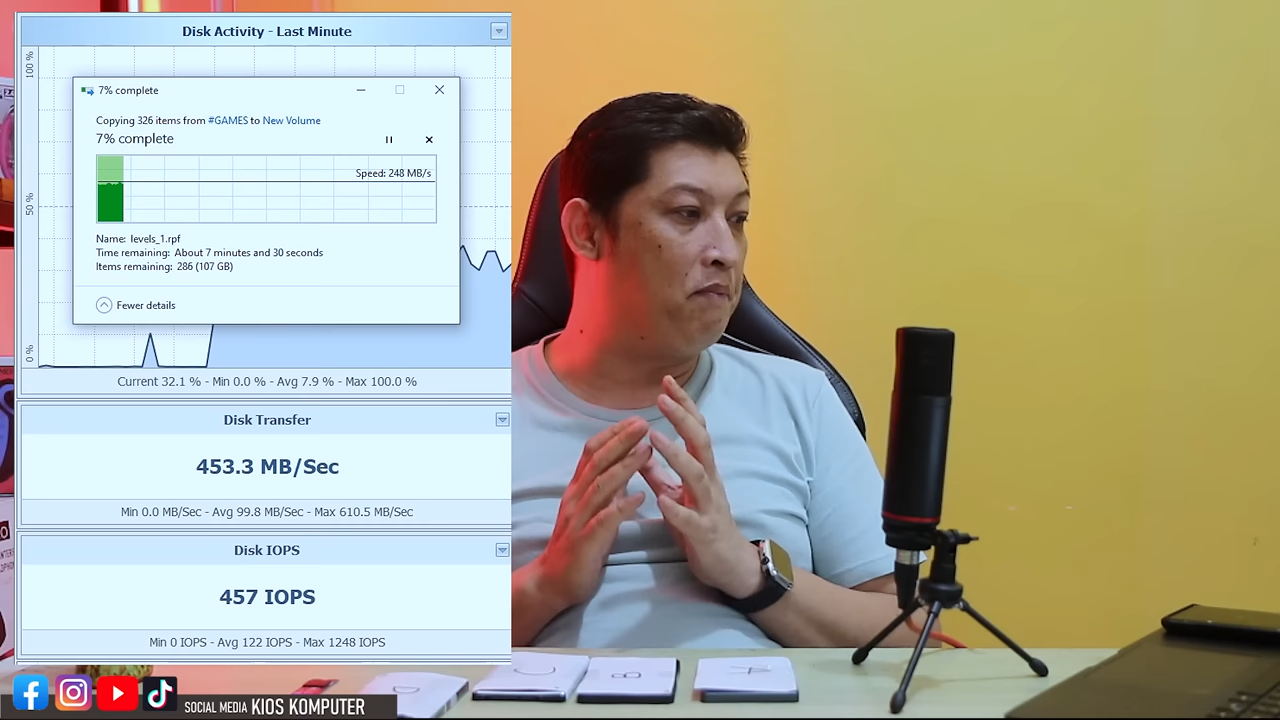 Disk Activity - Last Minute
100 %
50 %
0 %
7% complete
Copying 326 items from #GAMES to New Volume
7% complete
Speed: 248 MB/s
Name: levels_1.rpf
Time remaining: About 7 minutes and 30 seconds
Items remaining: 286 (107 GB)
Fewer details
Current 32.1 % - Min 0.0 % - Avg 7.9 % - Max 100.0 %
Disk Transfer
453.3 MB/Sec
Min 0.0 MB/Sec - Avg 99.8 MB/Sec - Max 610.5 MB/Sec
Disk IOPS
457 IOPS
Min 0 IOPS - Avg 122 IOPS - Max 1248 IOPS
D
C
B
A
SOCIAL MEDIA KIOS KOMPUTER